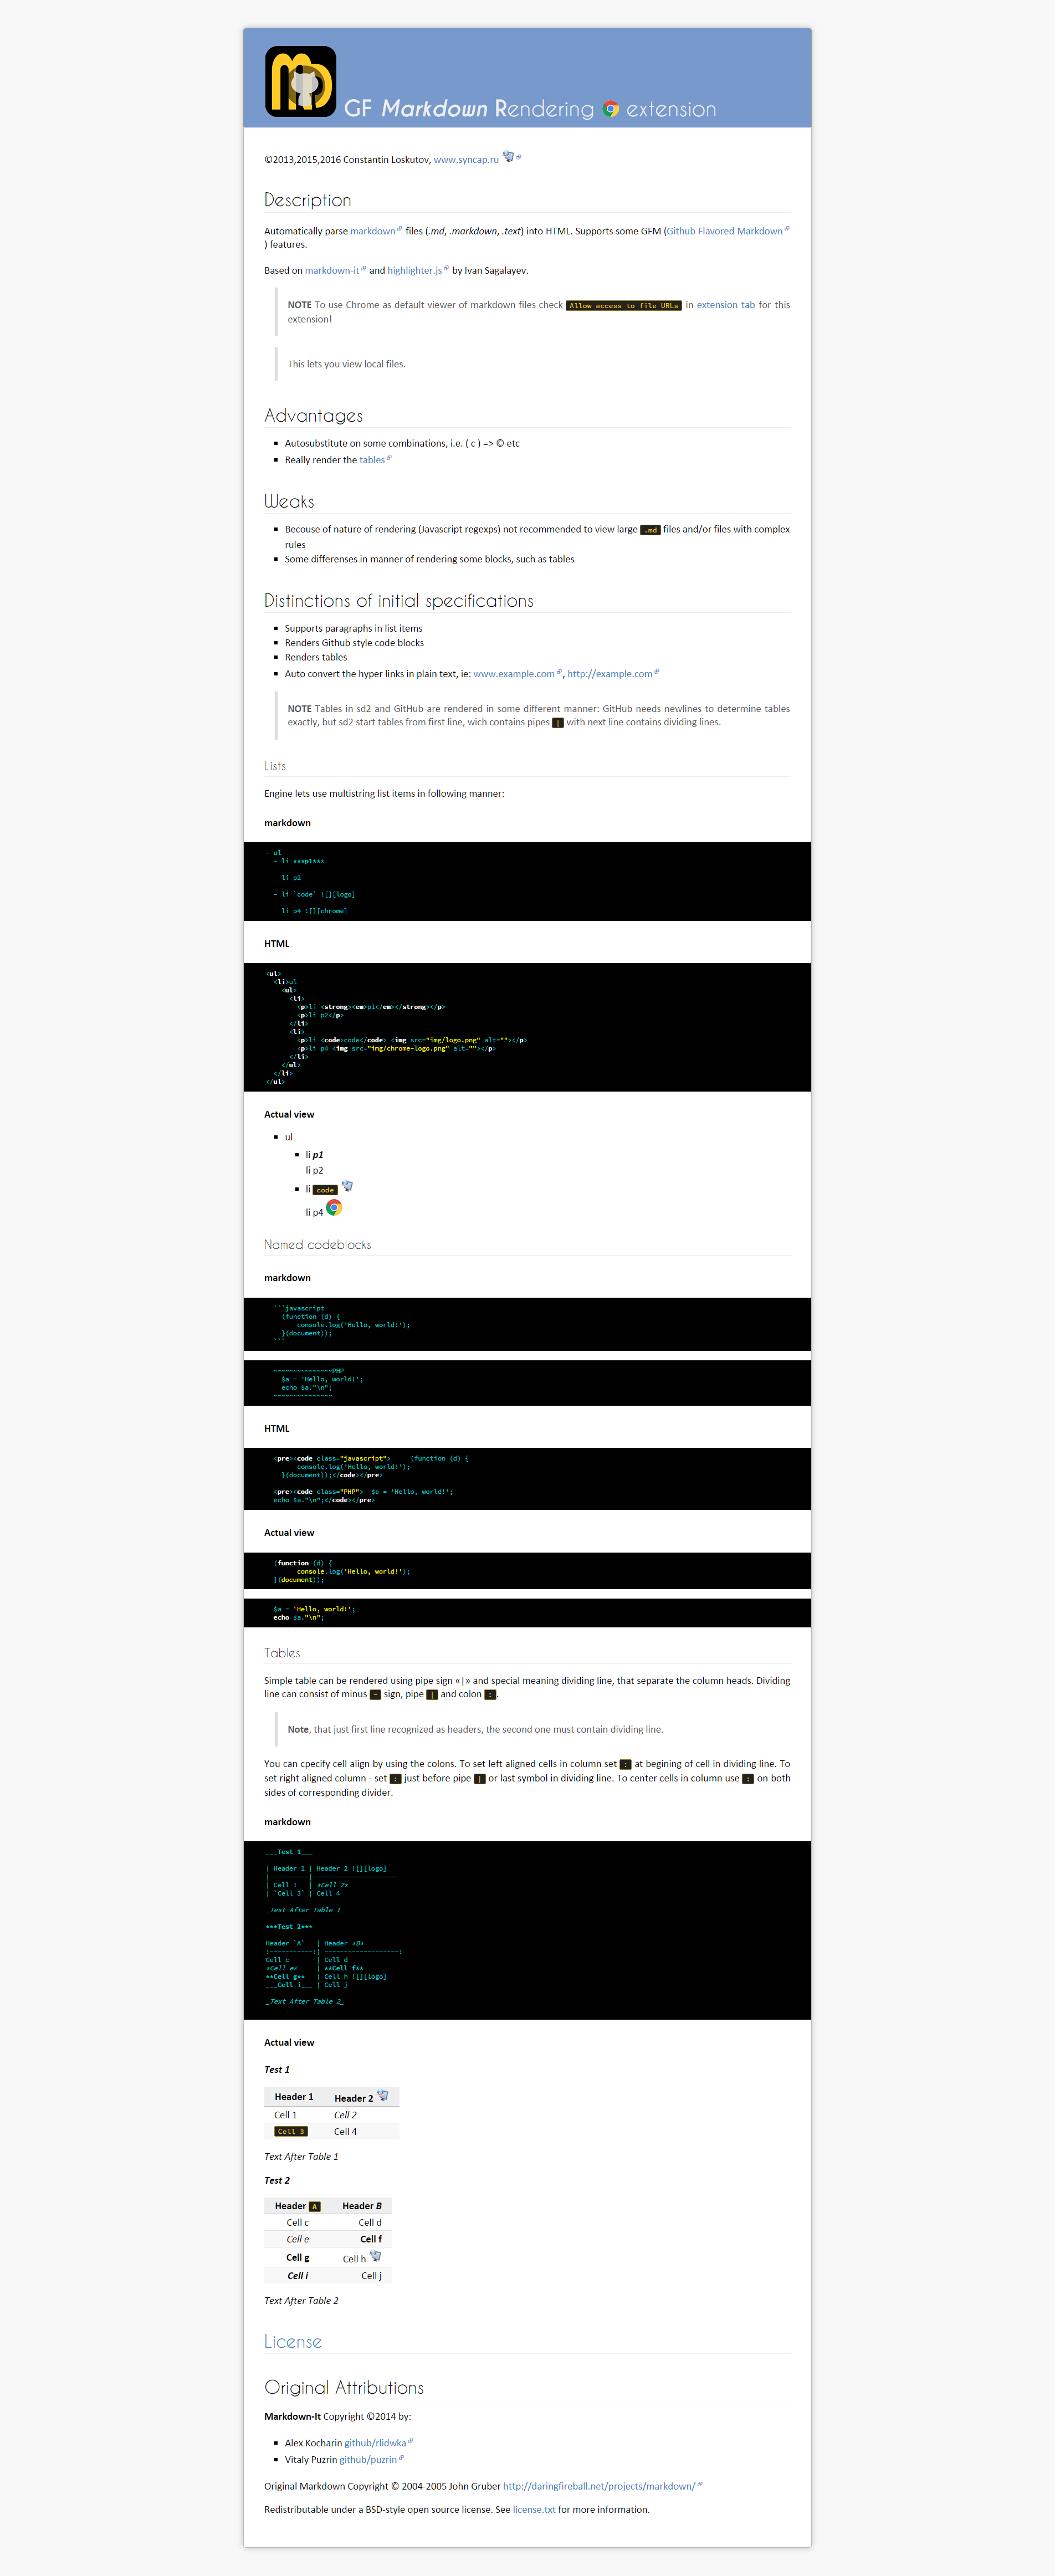 GF Markdown Rendering extension
©2013,2015,2016 Constantin Loskutov, www.syncap.ru
Description
Automatically parse markdown files (.md, .markdown, .text) into HTML. Supports some GFM (Github Flavored Markdown
) features.
Based on markdown-it and highlighter.js by Ivan Sagalayev.
NOTE To use Chrome as default viewer of markdown files check Allow access to file URLs in extension tab for this
extension!
This lets you view local files.
Advantages
Autosubstitute on some combinations, i.e. ( c ) => © etc
Really render the tables
Weaks
Becouse of nature of rendering (Javascript regexps) not recommended to view large .md files and/or files with complex
rules
Some differenses in manner of rendering some blocks, such as tables
Distinctions of initial specifications
Supports paragraphs in list items
Renders Github style code blocks
Renders tables
Auto convert the hyper links in plain text, ie: www.example.com, http://example.com
NOTE Tables in sd2 and GitHub are rendered in some different manner: GitHub needs newlines to determine tables
exactly, but sd2 start tables from first line, wich contains pipes | with next line contains dividing lines.
Lists
Engine lets use multistring list items in following manner:
markdown
- ul
  - li ***p1***
    li p2
  - li `code` ![][logo]
    li p4 ![][chrome]
HTML
<ul>
  <li>ul
    <ul>
      <li>
        <p>li <strong><em>p1</em></strong></p>
        <p>li p2</p>
      </li>
      <li>
        <p>li <code>code</code> <img src="img/logo.png" alt=""></p>
        <p>li p4 <img src="img/chrome-logo.png" alt=""></p>
      </li>
    </ul>
  </li>
</ul>
Actual view
ul
li p1
li p2
li code
li p4
Named codeblocks
markdown
```javascript
  (function (d) {
      console.log('Hello, world!');
  }(document));
```
~~~~~~~~~~~~~~~PHP
  $a = 'Hello, world!';
  echo $a."\n";
~~~~~~~~~~~~~~~
HTML
<pre><code class="javascript">     (function (d) {
      console.log('Hello, world!');
  }(document));</code></pre>
<pre><code class="PHP">  $a = 'Hello, world!';
echo $a."\n";</code></pre>
Actual view
(function (d) {
      console.log('Hello, world!');
}(document));
$a = 'Hello, world!';
echo $a."\n";
Tables
Simple table can be rendered using pipe sign «|» and special meaning dividing line, that separate the column heads. Dividing
line can consist of minus - sign, pipe | and colon :.
Note, that just first line recognized as headers, the second one must contain dividing line.
You can cpecify cell align by using the colons. To set left aligned cells in column set : at begining of cell in dividing line. To
set right aligned column - set : just before pipe | or last symbol in dividing line. To center cells in column use : on both
sides of corresponding divider.
markdown
___Test 1___
| Header 1 | Header 2 ![][logo]
|----------|----------------------
| Cell 1   | *Cell 2*
| `Cell 3` | Cell 4
_Text After Table 1_
***Test 2***
Header `A`   | Header *B*
:-----------:| -------------------:
Cell c       | Cell d
*Cell e*     | **Cell f**
**Cell g**   | Cell h ![][logo]
___Cell i___ | Cell j
_Text After Table 2_
Actual view
Test 1
Header 1 Header 2
Cell 1 Cell 2
Cell 3 Cell 4
Text After Table 1
Test 2
Header A Header B
Cell c Cell d
Cell e Cell f
Cell g Cell h
Cell i Cell j
Text After Table 2
License
Original Attributions
Markdown-It Copyright ©2014 by:
Alex Kocharin github/rlidwka
Vitaly Puzrin github/puzrin
Original Markdown Copyright © 2004-2005 John Gruber http://daringfireball.net/projects/markdown/
Redistributable under a BSD-style open source license. See license.txt for more information.